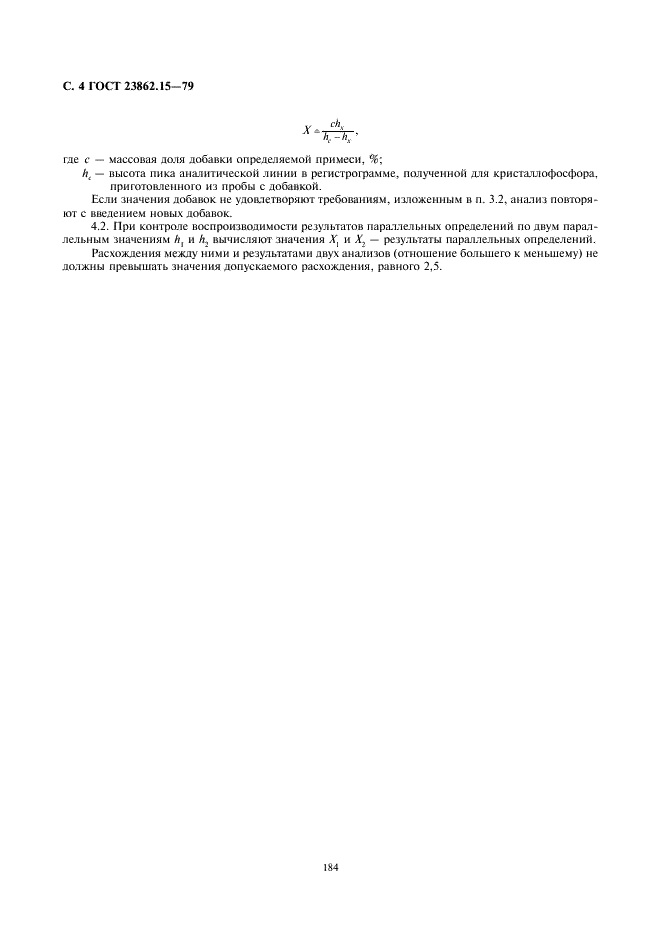 С. 4 ГОСТ 23862.15—79
X = ch_x / (h_c – h_x),
где c — массовая доля добавки определяемой примеси, %;
h_c — высота пика аналитической линии в регистрограмме, полученной для кристаллофосфора,
приготовленного из пробы с добавкой.
Если значения добавок не удовлетворяют требованиям, изложенным в п. 3.2, анализ повторя-
ют с введением новых добавок.
4.2. При контроле воспроизводимости результатов параллельных определений по двум парал-
лельным значениям h_1 и h_2 вычисляют значения X_1 и X_2 — результаты параллельных определений.
Расхождения между ними и результатами двух анализов (отношение большего к меньшему) не
должны превышать значения допускаемого расхождения, равного 2,5.
184